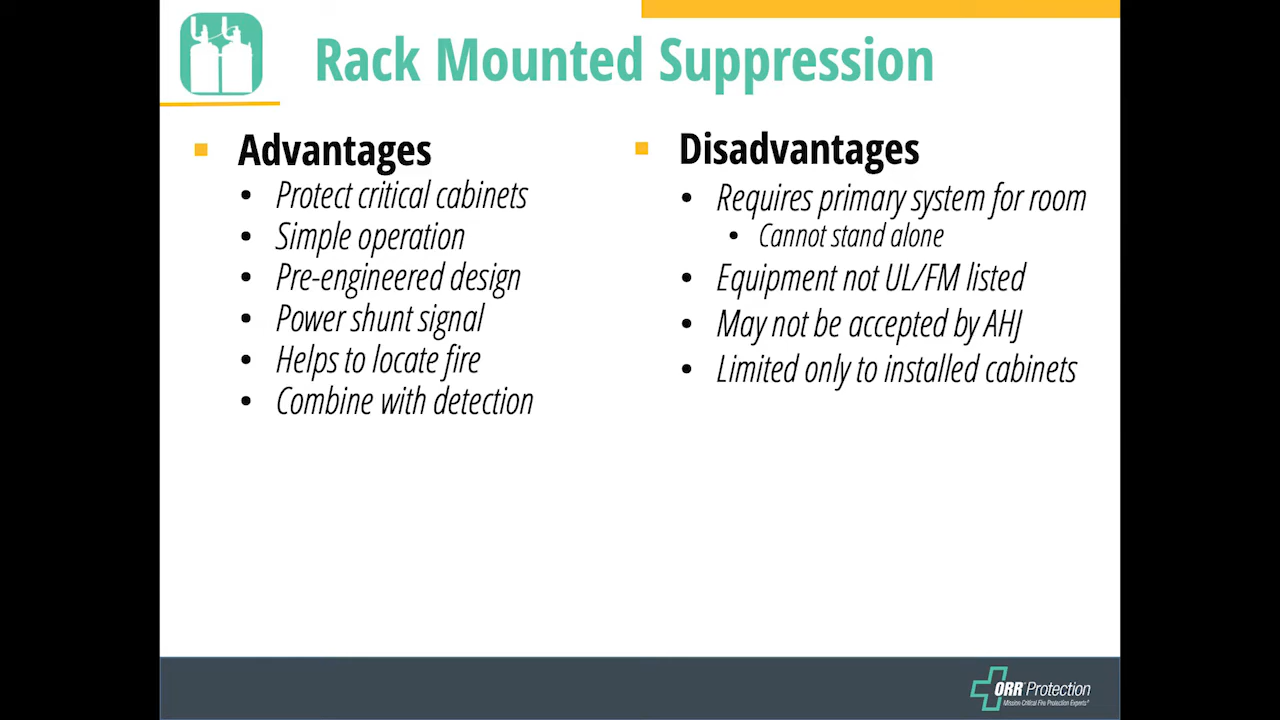 Rack Mounted Suppression
Advantages
Protect critical cabinets
Simple operation
Pre-engineered design
Power shunt signal
Helps to locate fire
Combine with detection
Disadvantages
Requires primary system for room
Cannot stand alone
Equipment not UL/FM listed
May not be accepted by AHJ
Limited only to installed cabinets
ORR Protection
Mission Critical Fire Protection Experts